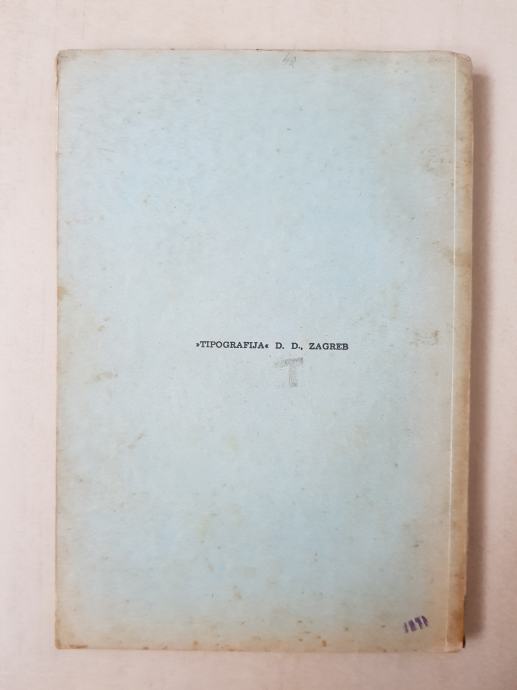 »TIPOGRAFIJA« D. D., ZAGREB
T